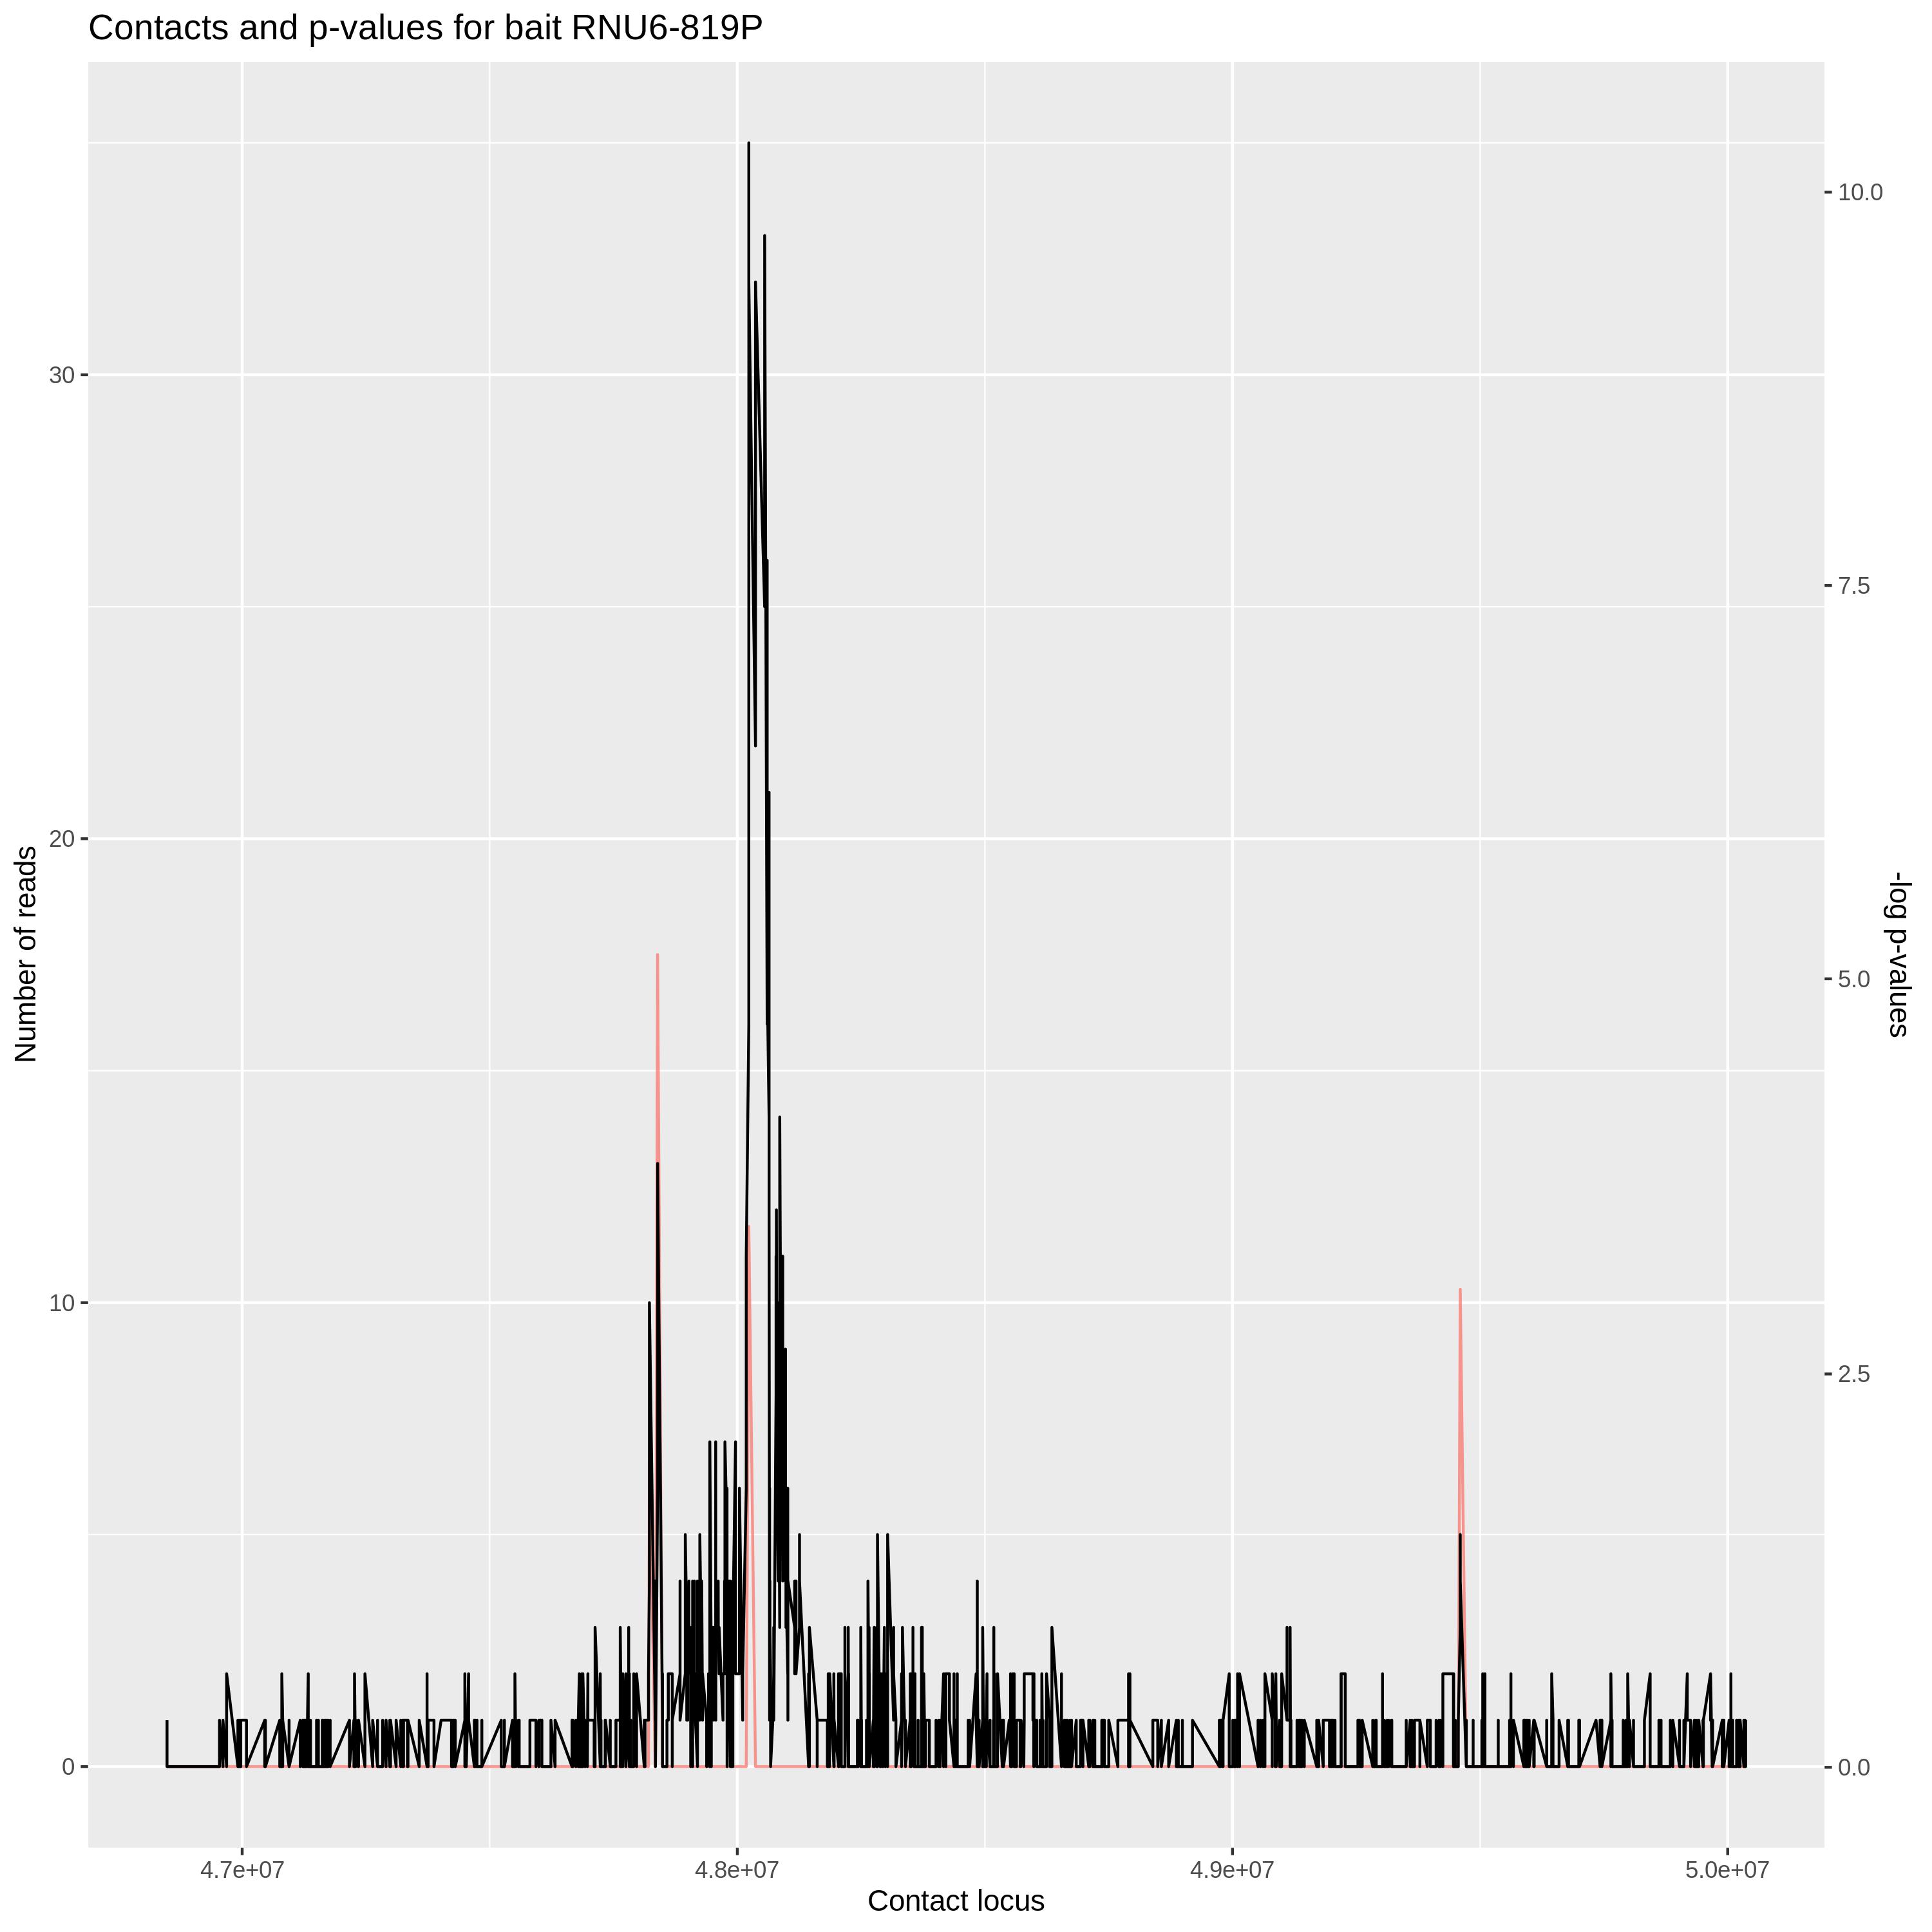 Contacts and p-values for bait RNU6-819P
Number of reads
30
20
10
0
10.0
7.5
5.0
2.5
0.0
-log p-values
4.7e+07
4.8e+07
4.9e+07
5.0e+07
Contact locus